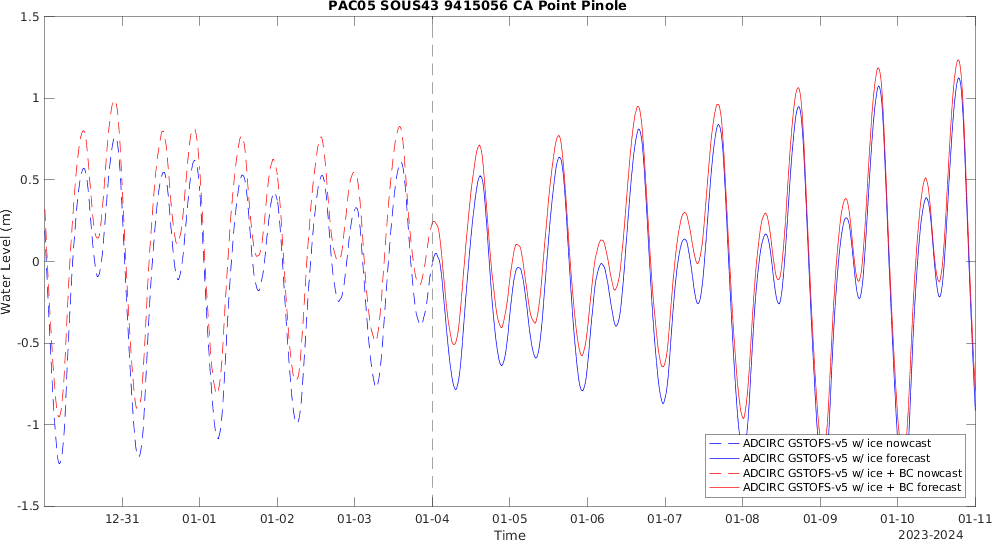 PAC05 SOUS43 9415056 CA Point Pinole
1.5
1
0.5
0
-0.5
-1
-1.5
Water Level (m)
ADCIRC GSTOFS-v5 w/ ice nowcast
ADCIRC GSTOFS-v5 w/ ice forecast
ADCIRC GSTOFS-v5 w/ ice + BC nowcast
ADCIRC GSTOFS-v5 w/ ice + BC forecast
12-31 01-01 01-02 01-03 01-04 01-05 01-06 01-07 01-08 01-09 01-10 01-11
Time
2023-2024